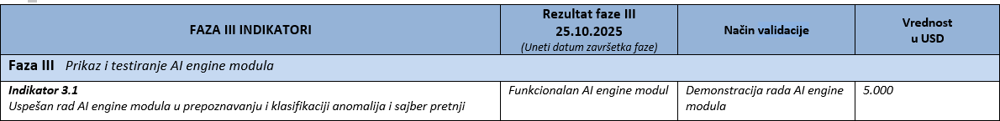 FAZA III INDIKATORI
Rezultat faze III
25.10.2025
(Uneti datum završetka faze)
Način validacije
Vrednost
u USD
Faza III Prikaz i testiranje AI engine modula
Indikator 3.1
Uspešan rad AI engine modula u prepoznavanju i klasifikaciji anomalija i sajber pretnji
Funkcionalan AI engine modul
Demonstracija rada AI engine
modula
5.000